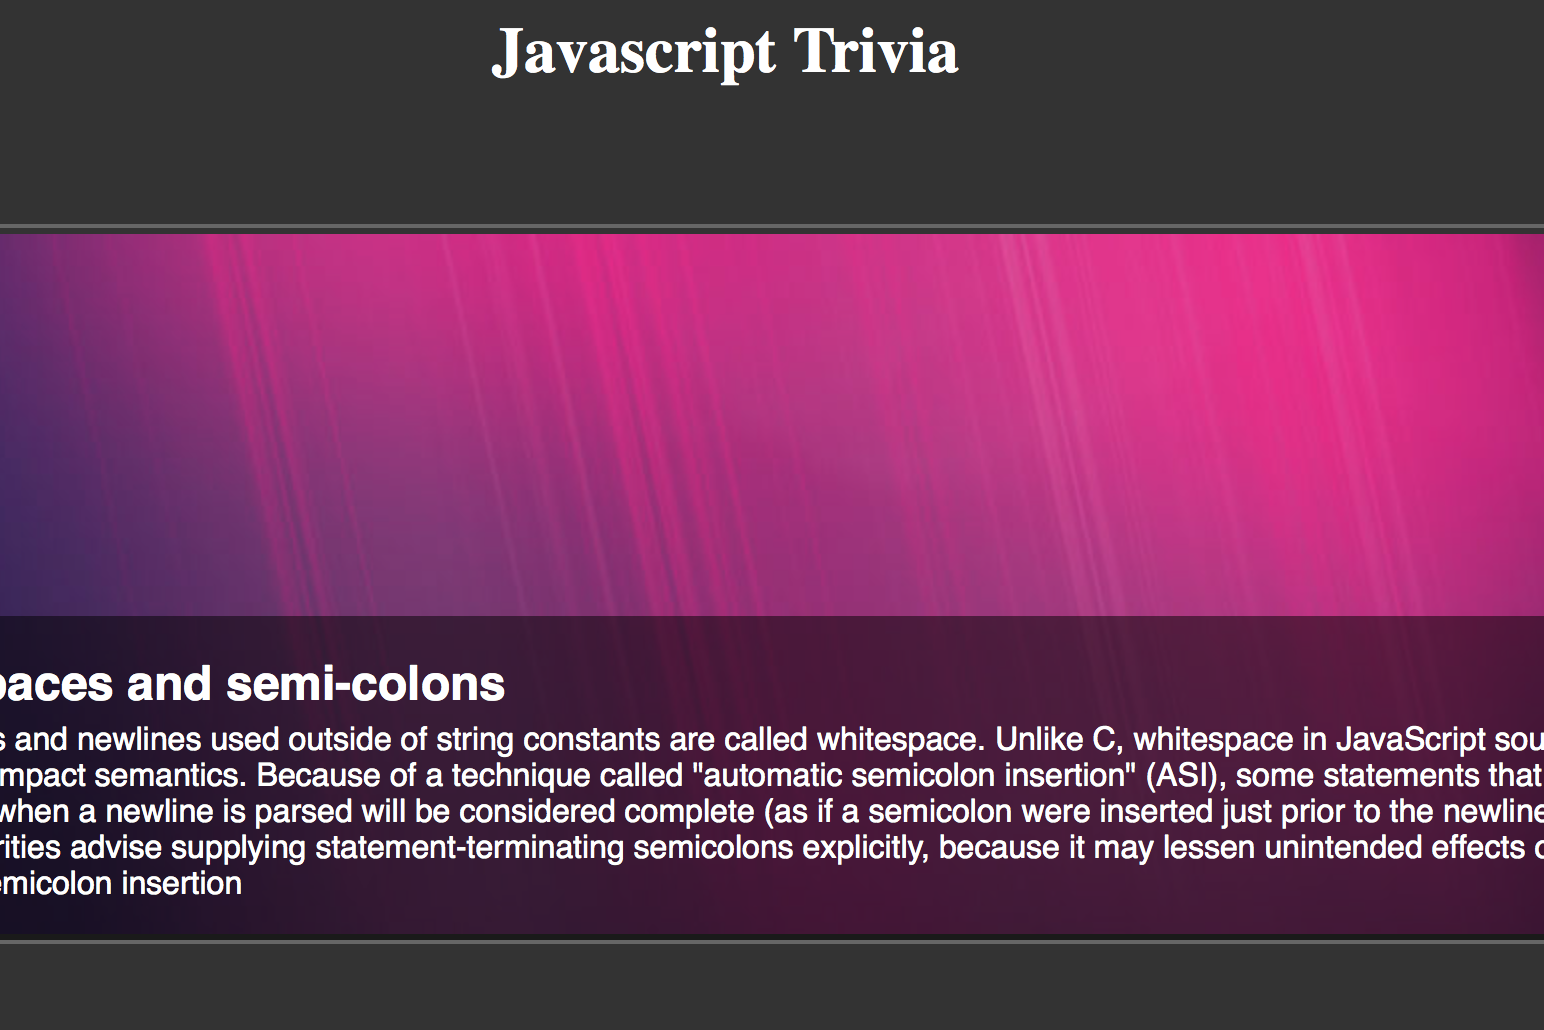 Javascript Trivia
paces and semi-colons
s and newlines used outside of string constants are called whitespace. Unlike C, whitespace in JavaScript sou
mpact semantics. Because of a technique called "automatic semicolon insertion" (ASI), some statements that
when a newline is parsed will be considered complete (as if a semicolon were inserted just prior to the newline
rities advise supplying statement-terminating semicolons explicitly, because it may lessen unintended effects o
emicolon insertion